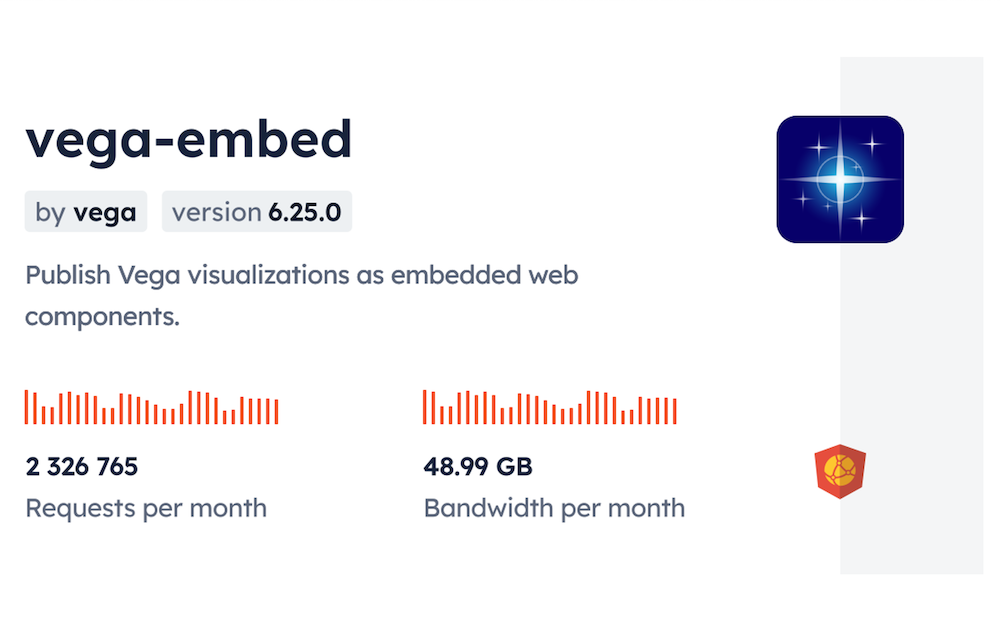 vega-embed
by vega version 6.25.0
Publish Vega visualizations as embedded web
components.
2 326 765 48.99 GB
Requests per month Bandwidth per month